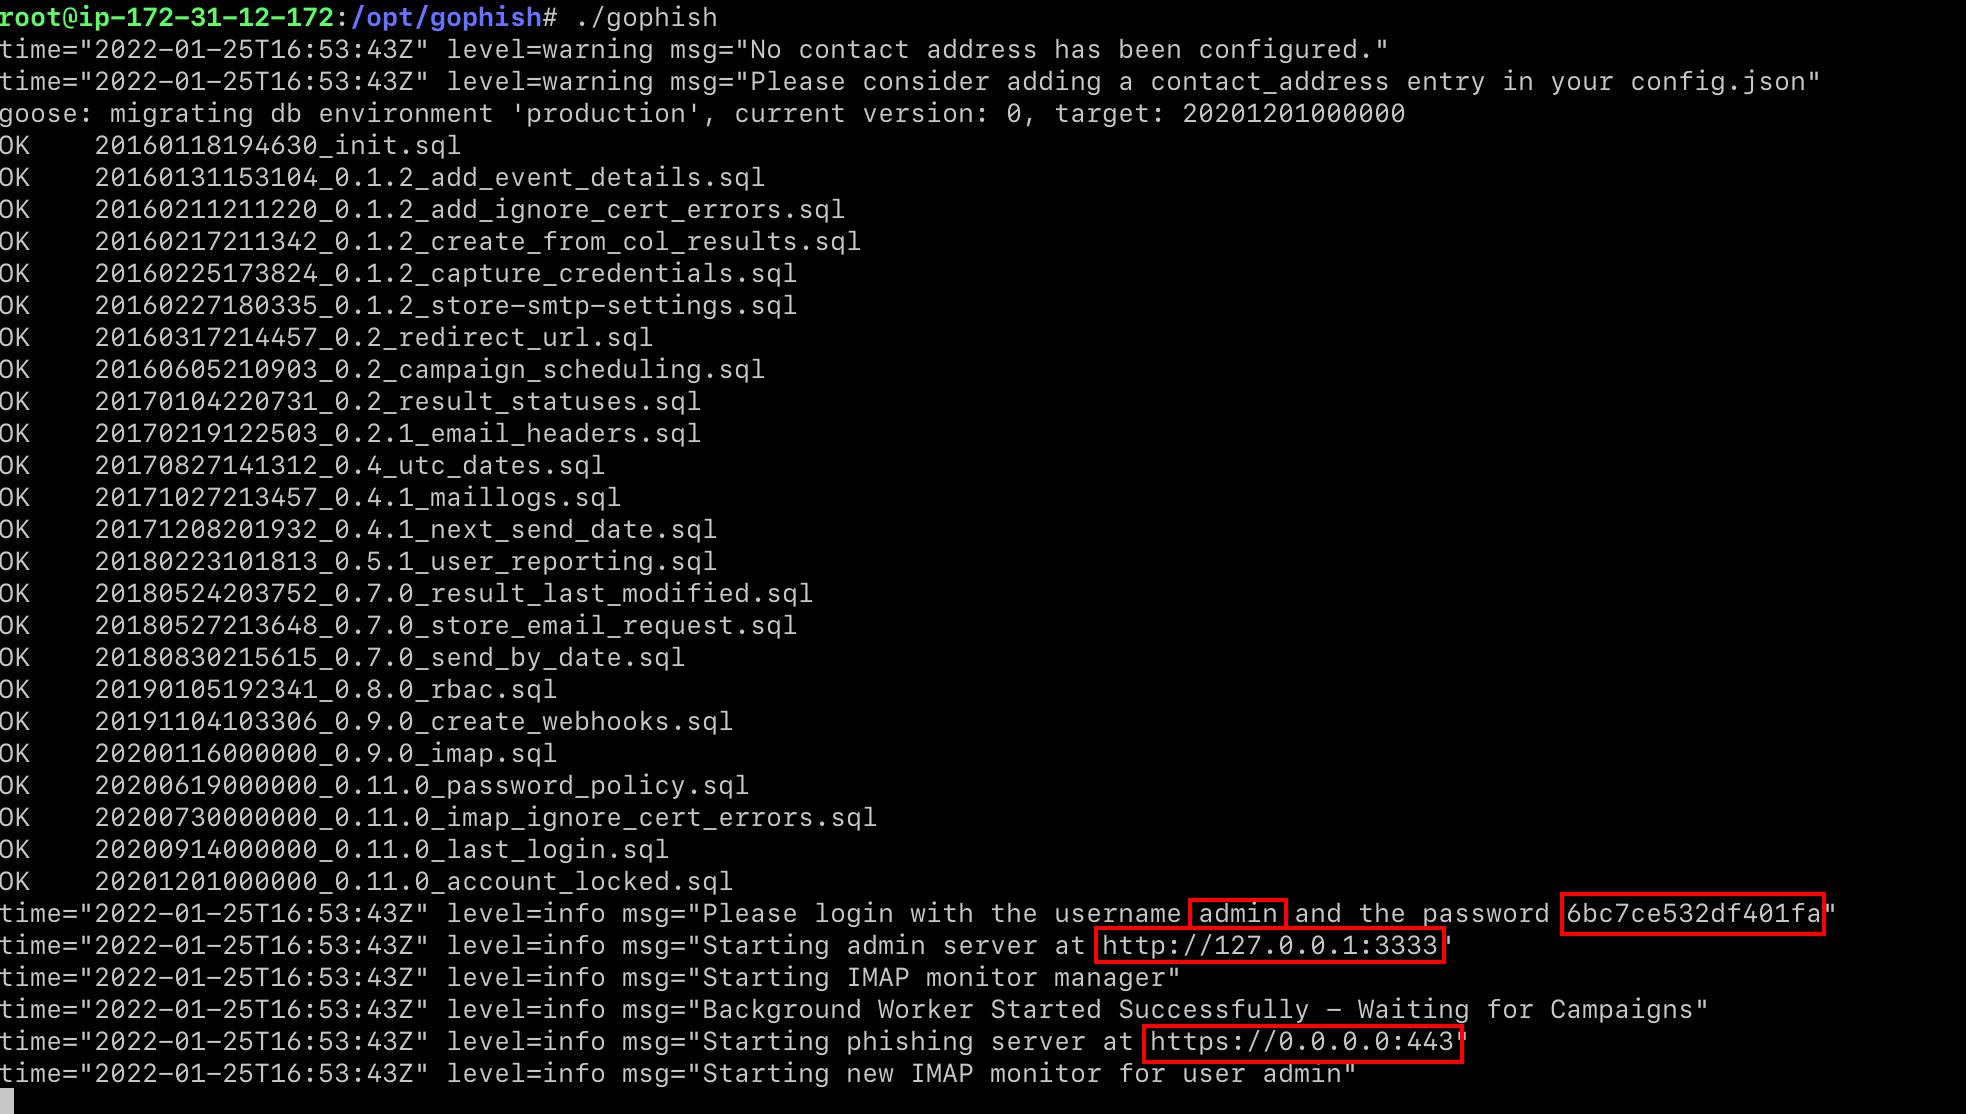 root@ip-172-31-12-172:/opt/gophish# ./gophish
time="2022-01-25T16:53:43Z" level=warning msg="No contact address has been configured."
time="2022-01-25T16:53:43Z" level=warning msg="Please consider adding a contact_address entry in your config.json"
goose: migrating db environment 'production', current version: 0, target: 20201201000000
OK    20160118194630_init.sql
OK    20160131153104_0.1.2_add_event_details.sql
OK    20160211211220_0.1.2_add_ignore_cert_errors.sql
OK    20160217211342_0.1.2_create_from_col_results.sql
OK    20160225173824_0.1.2_capture_credentials.sql
OK    20160227180335_0.1.2_store-smtp-settings.sql
OK    20160317214457_0.2_redirect_url.sql
OK    20160605210903_0.2_campaign_scheduling.sql
OK    20170104220731_0.2_result_statuses.sql
OK    20170219122503_0.2.1_email_headers.sql
OK    20170827141312_0.4_utc_dates.sql
OK    20171027213457_0.4.1_maillogs.sql
OK    20171208201932_0.4.1_next_send_date.sql
OK    20180223101813_0.5.1_user_reporting.sql
OK    20180524203752_0.7.0_result_last_modified.sql
OK    20180527213648_0.7.0_store_email_request.sql
OK    20180830215615_0.7.0_send_by_date.sql
OK    20190105192341_0.8.0_rbac.sql
OK    20191104103306_0.9.0_create_webhooks.sql
OK    20200116000000_0.9.0_imap.sql
OK    20200619000000_0.11.0_password_policy.sql
OK    20200730000000_0.11.0_imap_ignore_cert_errors.sql
OK    20200914000000_0.11.0_last_login.sql
OK    20201201000000_0.11.0_account_locked.sql
time="2022-01-25T16:53:43Z" level=info msg="Please login with the username admin and the password 6bc7ce532df401fa"
time="2022-01-25T16:53:43Z" level=info msg="Starting admin server at http://127.0.0.1:3333"
time="2022-01-25T16:53:43Z" level=info msg="Starting IMAP monitor manager"
time="2022-01-25T16:53:43Z" level=info msg="Background Worker Started Successfully - Waiting for Campaigns"
time="2022-01-25T16:53:43Z" level=info msg="Starting phishing server at https://0.0.0.0:443"
time="2022-01-25T16:53:43Z" level=info msg="Starting new IMAP monitor for user admin"